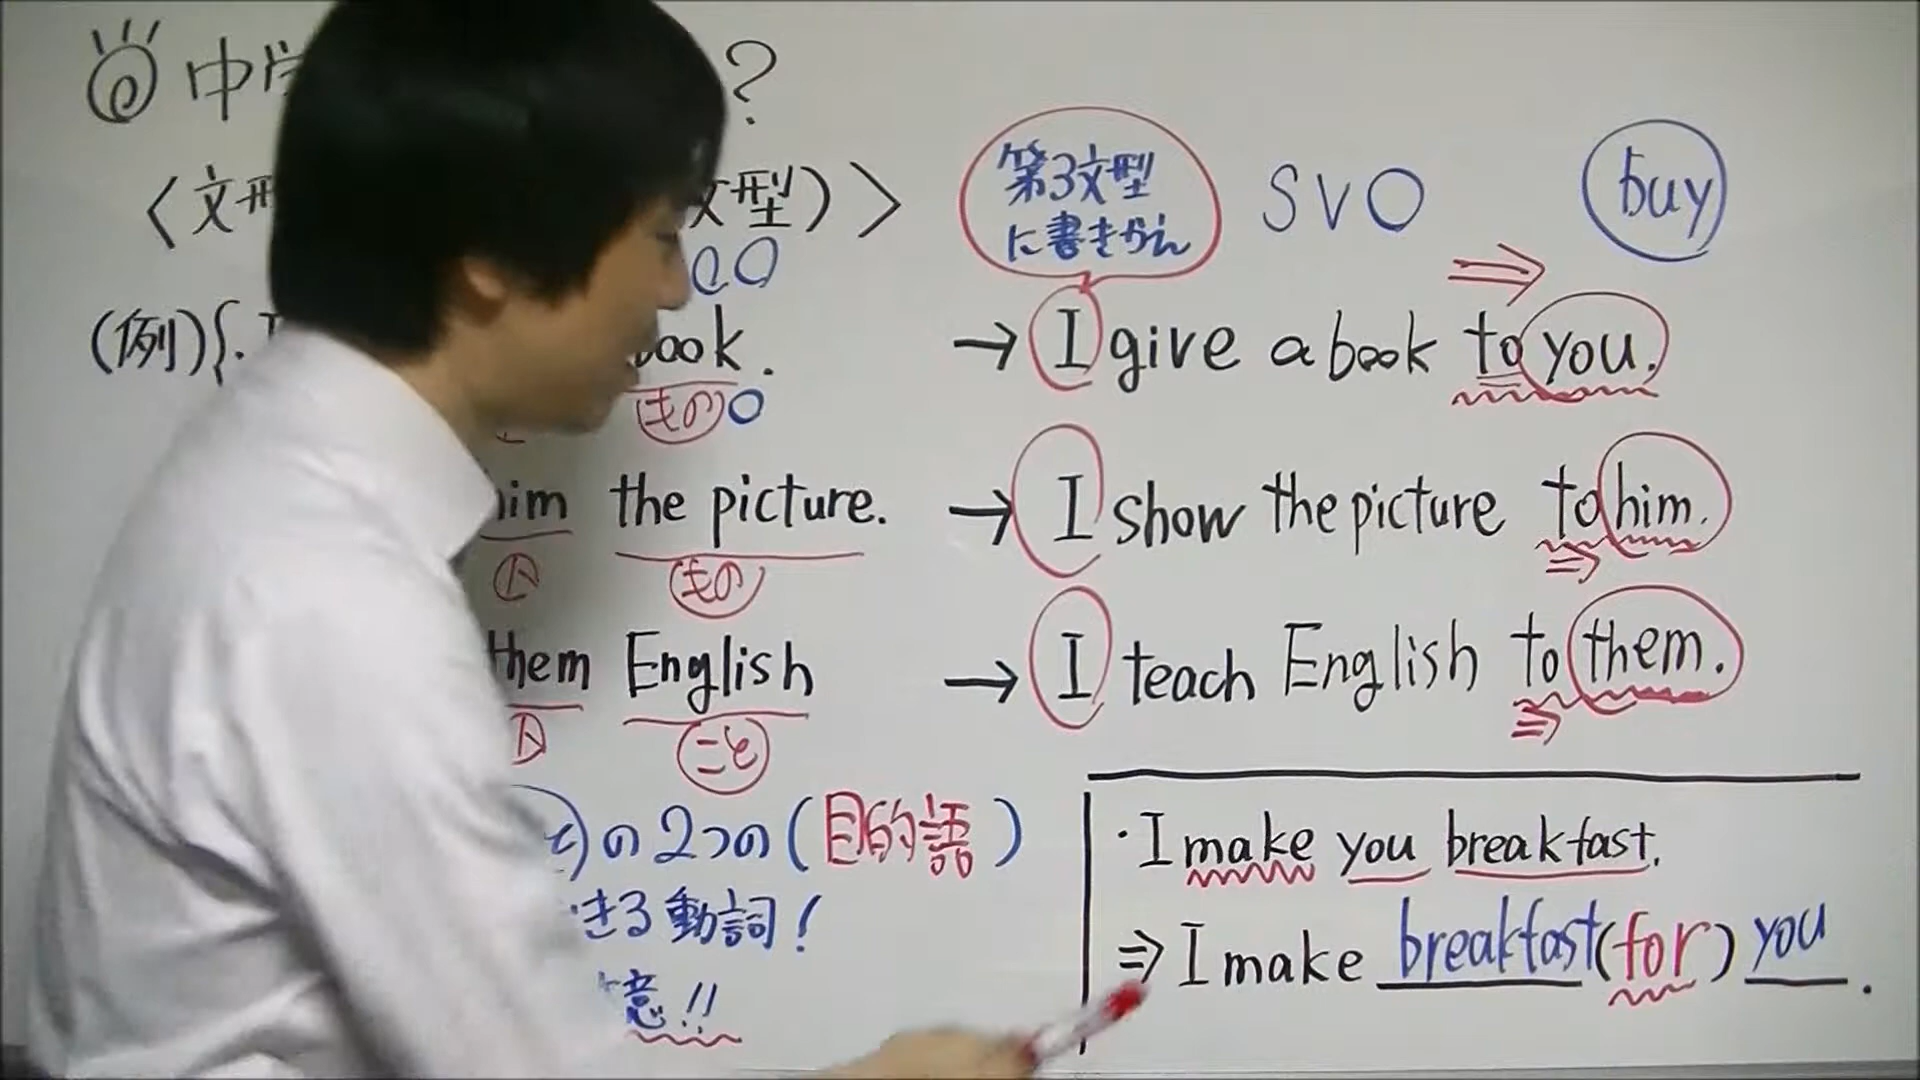 中学 ?
〈文型 文型)〉
第3文型
に書きかえ
SVO
buy
OO
(例) book.
もの O
→ I give a book to you.
him the picture.
人 もの
→ I show the picture to him.
them English
人 こと
→ I teach English to them.
の2つの(目的語)
きる動詞!
意!!
・I make you breakfast.
⇒ I make breakfast (for) you.